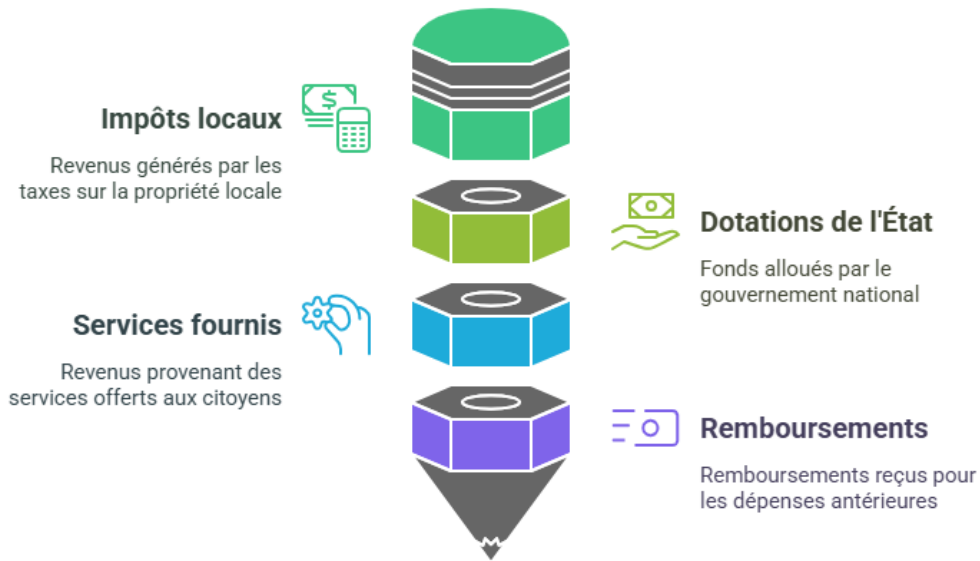 Impôts locaux
Revenus générés par les
taxes sur la propriété locale
Dotations de l'État
Fonds alloués par le
gouvernement national
Services fournis
Revenus provenant des
services offerts aux citoyens
Remboursements
Remboursements reçus pour
les dépenses antérieures